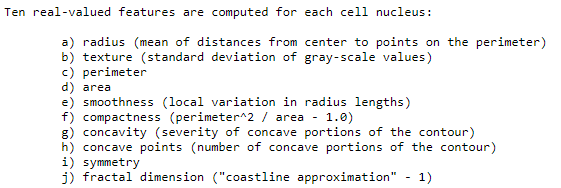 Ten real-valued features are computed for each cell nucleus:
a) radius (mean of distances from center to points on the perimeter)
b) texture (standard deviation of gray-scale values)
c) perimeter
d) area
e) smoothness (local variation in radius lengths)
f) compactness (perimeter^2 / area - 1.0)
g) concavity (severity of concave portions of the contour)
h) concave points (number of concave portions of the contour)
i) symmetry
j) fractal dimension ("coastline approximation" - 1)